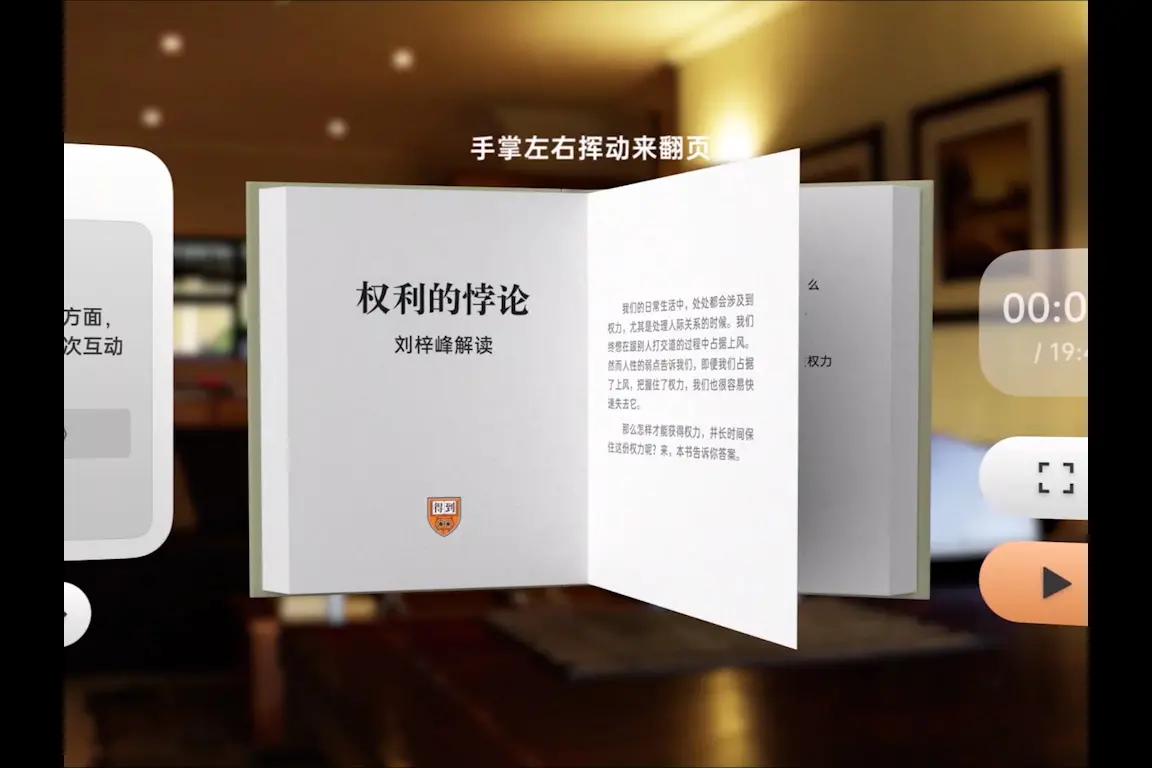 手掌左右挥动来翻页
方面，
次互动
权利的悖论
刘梓峰解读
得到
我们的日常生活中，处处都会涉及到
权力，尤其是处理人际关系的时候。我们
终想在跟别人打交道的过程中占据上风。
然而人性的弱点告诉我们，即便我们占据
了上风，把握住了权力，我们也很容易快
速失去它。
那么怎样才能获得权力，并长时间保
住这份权力呢？来，本书告诉你答案。
么
权力
00:0
/ 19: